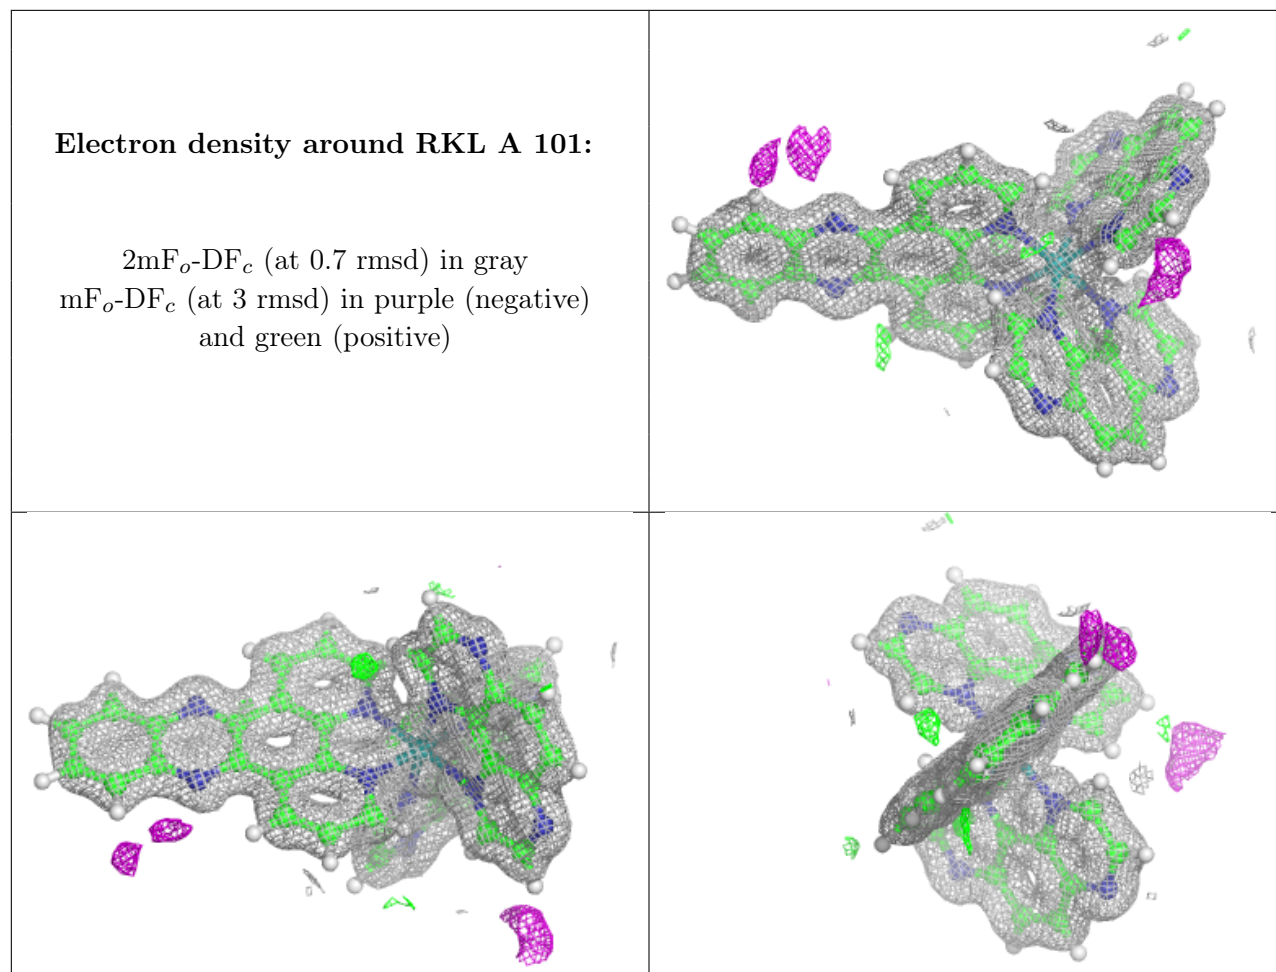 Electron density around RKL A 101:
2mFo-DFc (at 0.7 rmsd) in gray
mFo-DFc (at 3 rmsd) in purple (negative)
and green (positive)